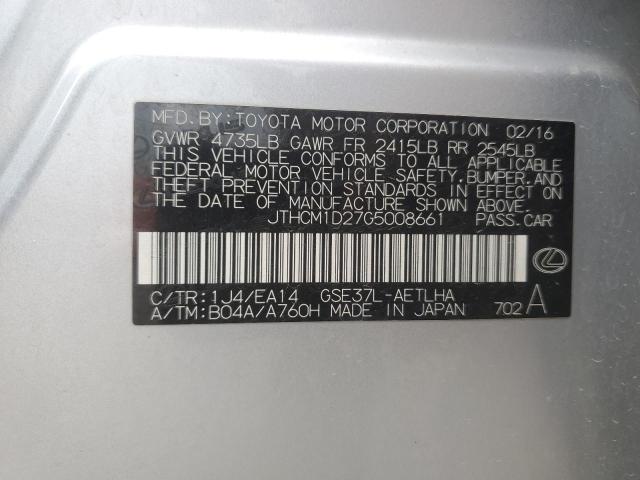 MFD. BY: TOYOTA MOTOR CORPORATION 02/16
GVWR 4735LB GAWR FR 2415LB RR 2545LB
THIS VEHICLE CONFORMS TO ALL APPLICABLE
FEDERAL MOTOR VEHICLE SAFETY, BUMPER, AND
THEFT PREVENTION STANDARDS IN EFFECT ON
THE DATE OF MANUFACTURE SHOWN ABOVE.
JTHCM1D27G5008661 PASS. CAR
C/TR: 1J4/EA14 GSE37L-AETLHA
A/TM: B04A/A760H MADE IN JAPAN 702 A